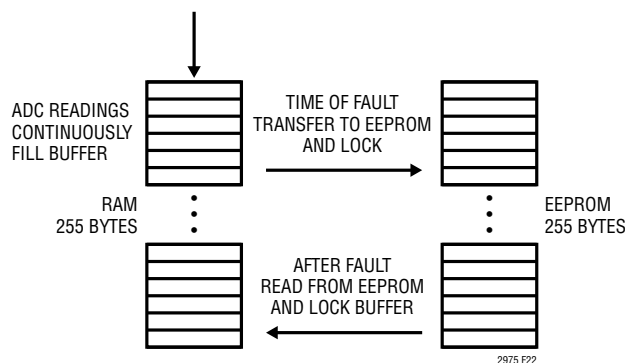 ADC READINGS
CONTINUOUSLY
FILL BUFFER
TIME OF FAULT
TRANSFER TO EEPROM
AND LOCK
RAM
255 BYTES
EEPROM
255 BYTES
AFTER FAULT
READ FROM EEPROM
AND LOCK BUFFER
2975 F22